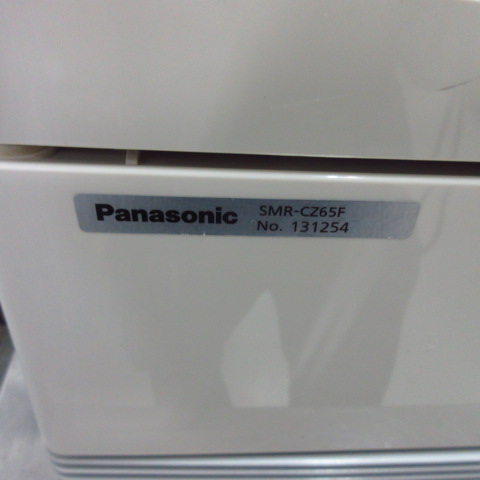 Panasonic SMR-CZ65F
No. 131254